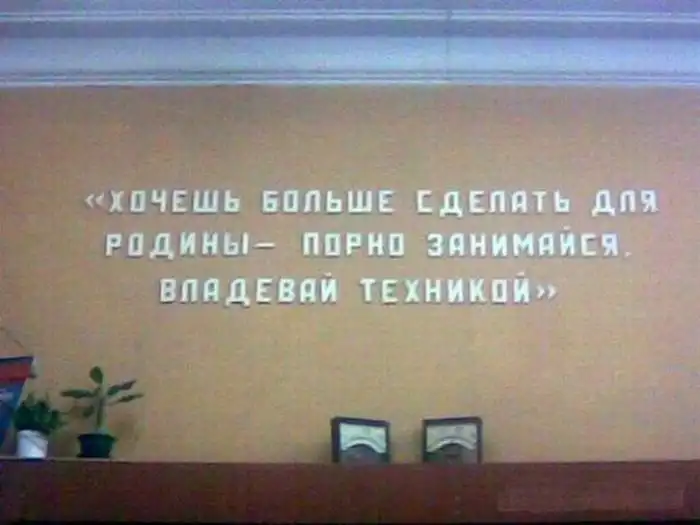 «ХОЧЕШЬ БОЛЬШЕ СДЕЛАТЬ ДЛЯ
РОДИНЫ– ПОРНО ЗАНИМАЙСЯ.
ВЛАДЕВАЙ ТЕХНИКОЙ»